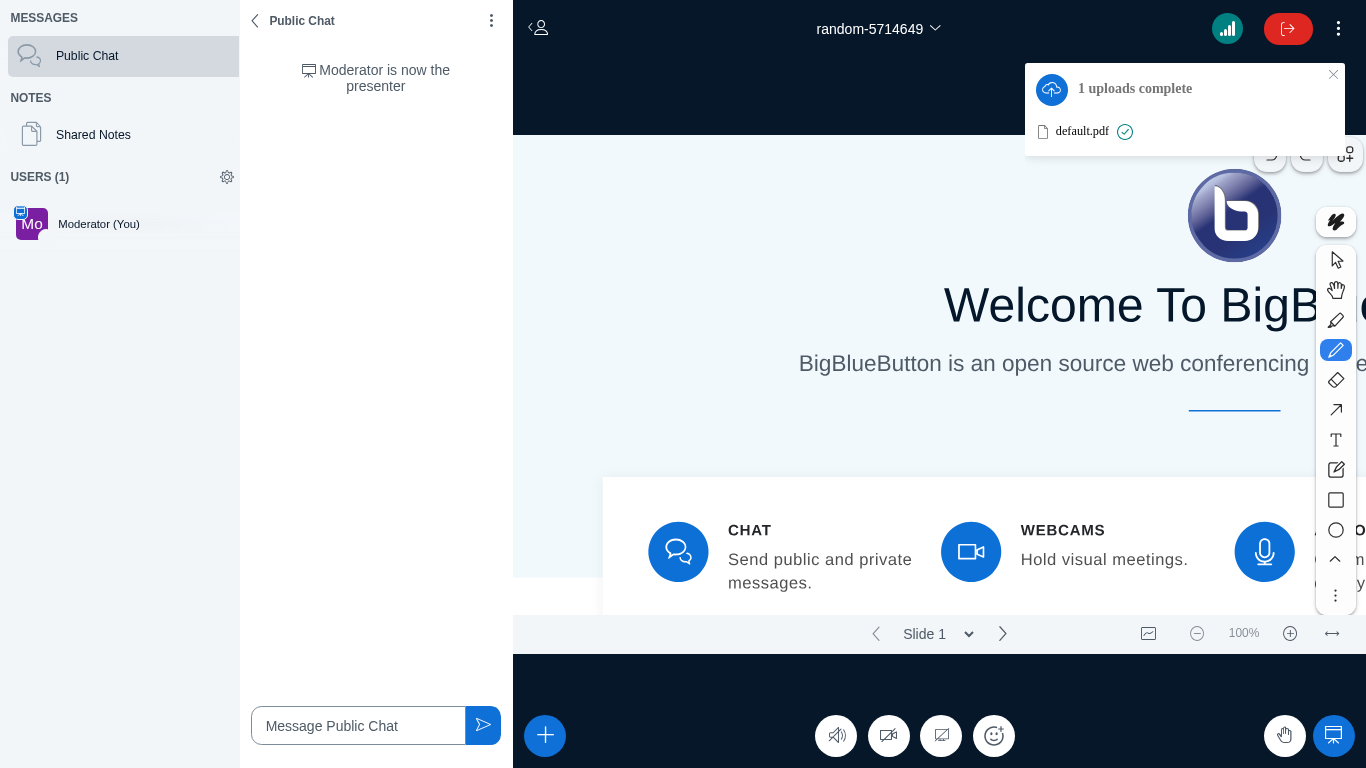 MESSAGES
Public Chat
NOTES
Shared Notes
USERS (1)
Mo
Moderator (You)
Public Chat
Moderator is now the
presenter
Message Public Chat
random-5714649
1 uploads complete
default.pdf
Welcome To BigB
BigBlueButton is an open source web conferencing
CHAT
Send public and private
messages.
WEBCAMS
Hold visual meetings.
Slide 1
100%